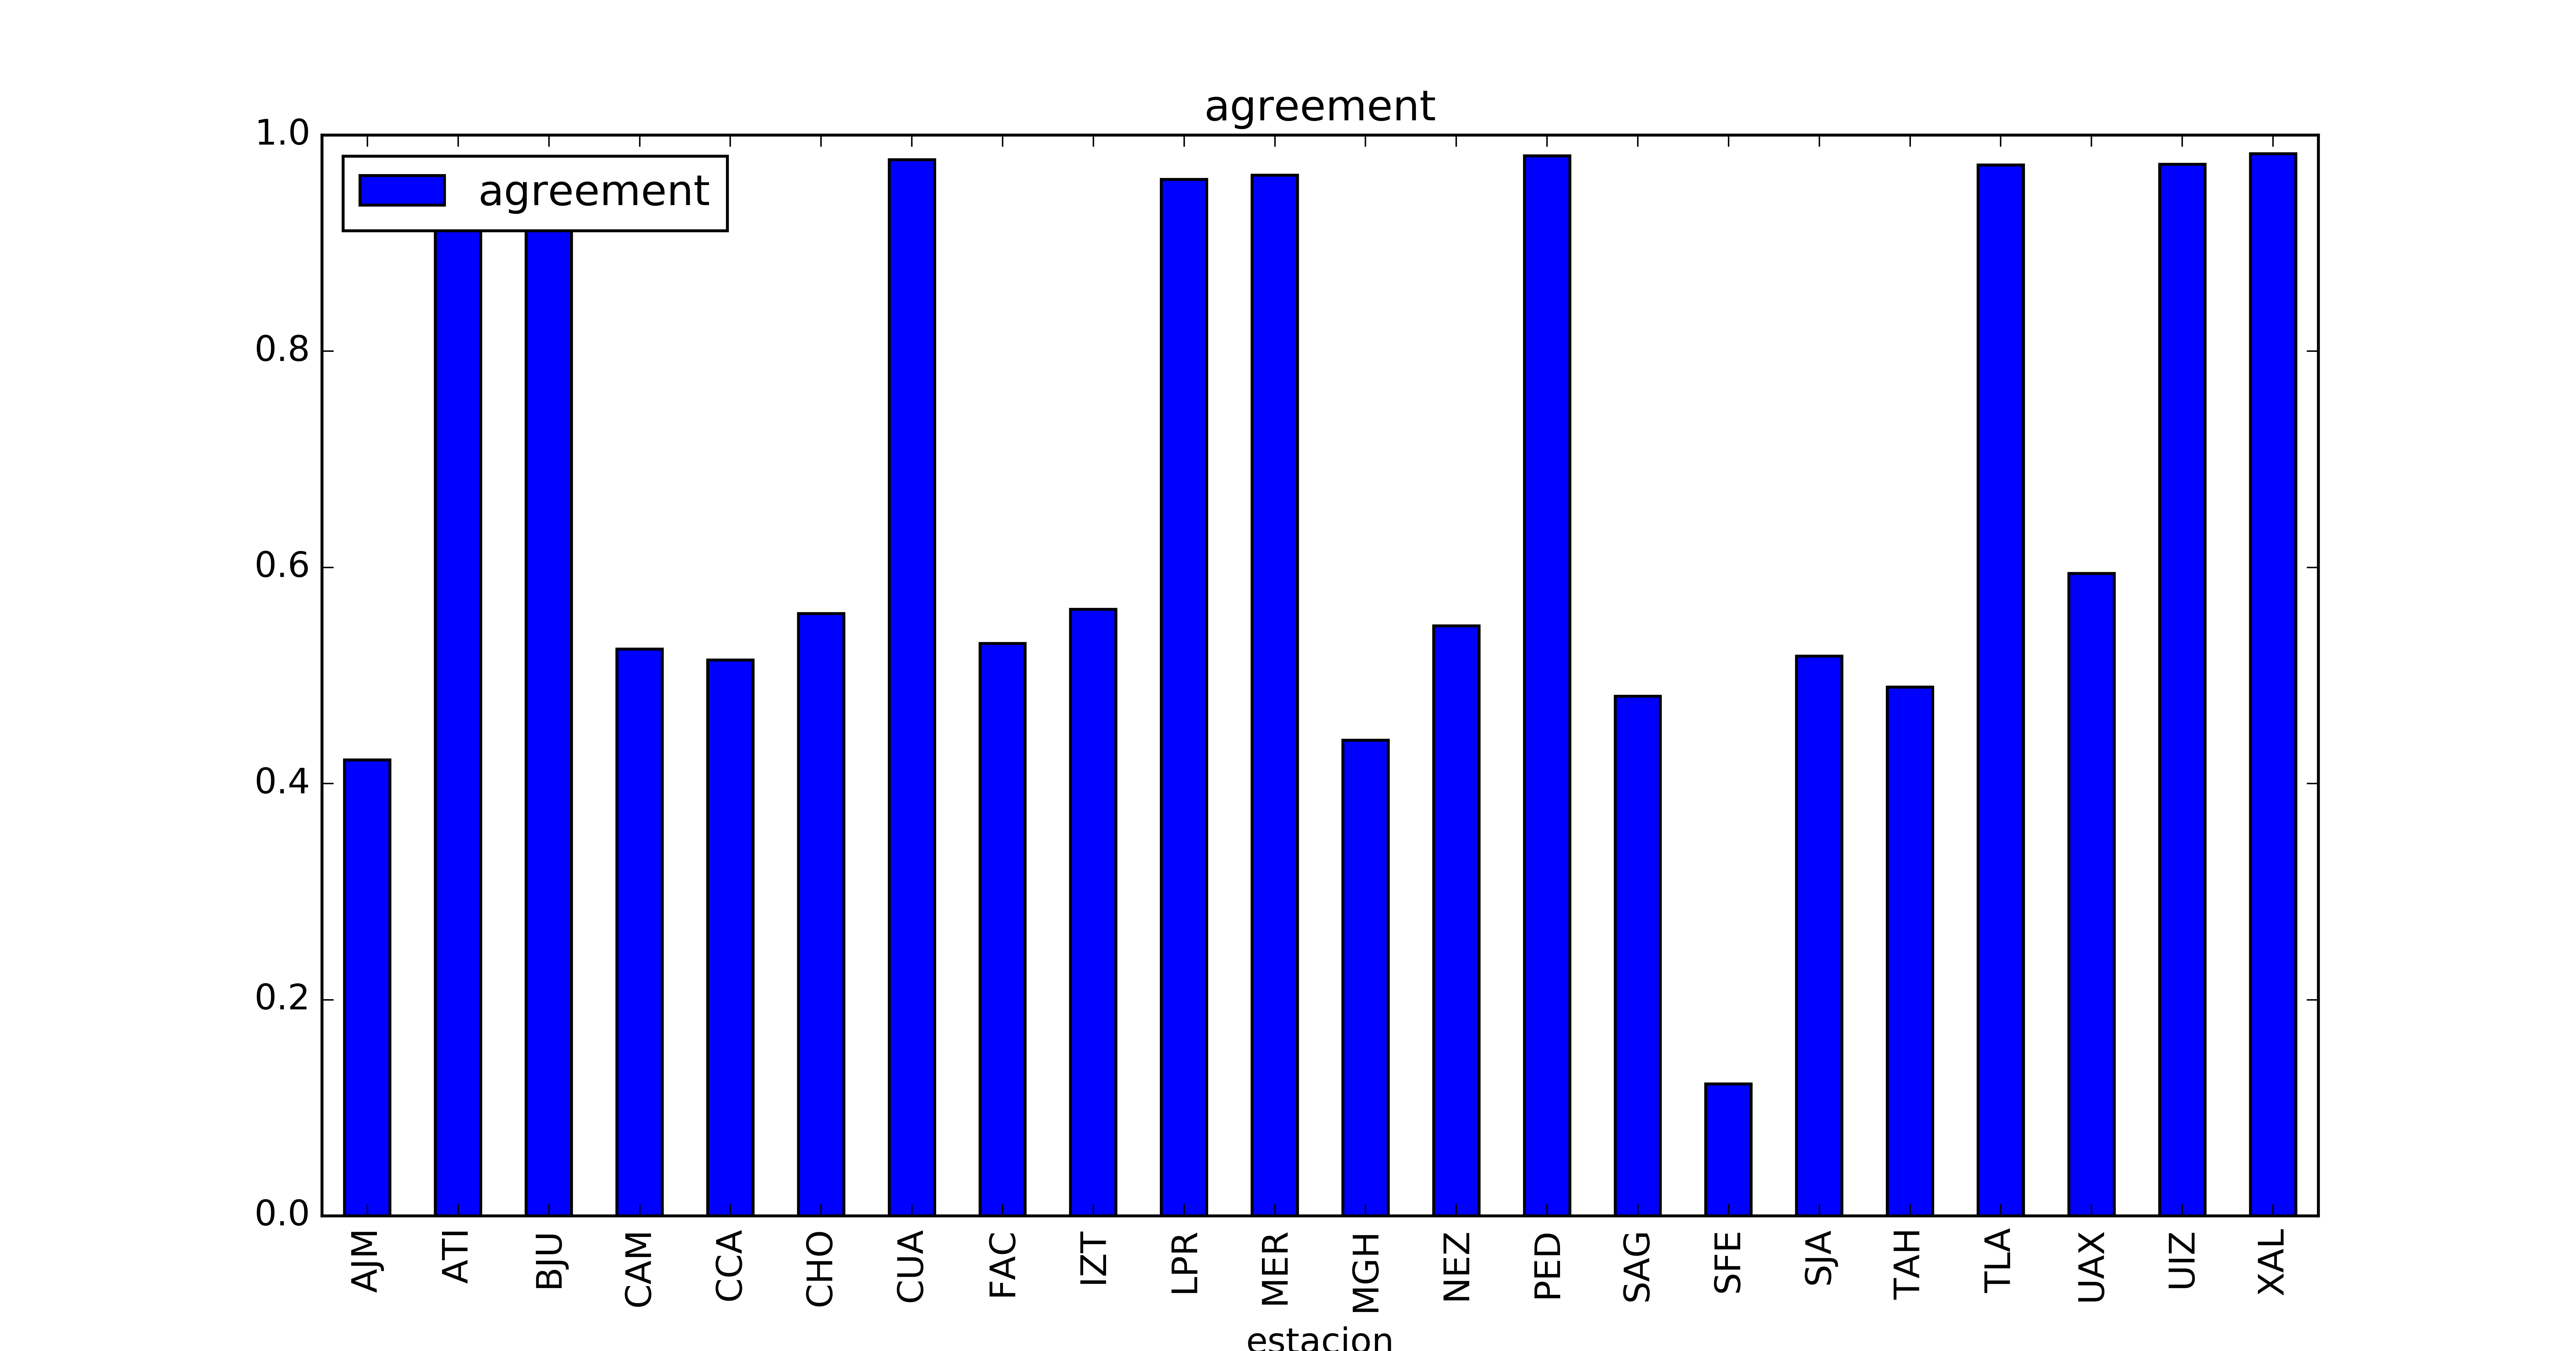 agreement
agreement
1.0
0.8
0.6
0.4
0.2
0.0
AJM
ATI
BJU
CAM
CCA
CHO
CUA
FAC
IZT
LPR
MER
MGH
NEZ
PED
SAG
SFE
SJA
TAH
TLA
UAX
UIZ
XAL
estacion